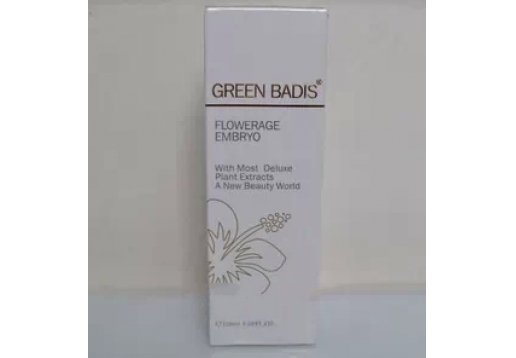 GREEN BADIS®
FLOWERAGE
EMBRYO
With Most Deluxe
Plant Extracts
A New Beauty World